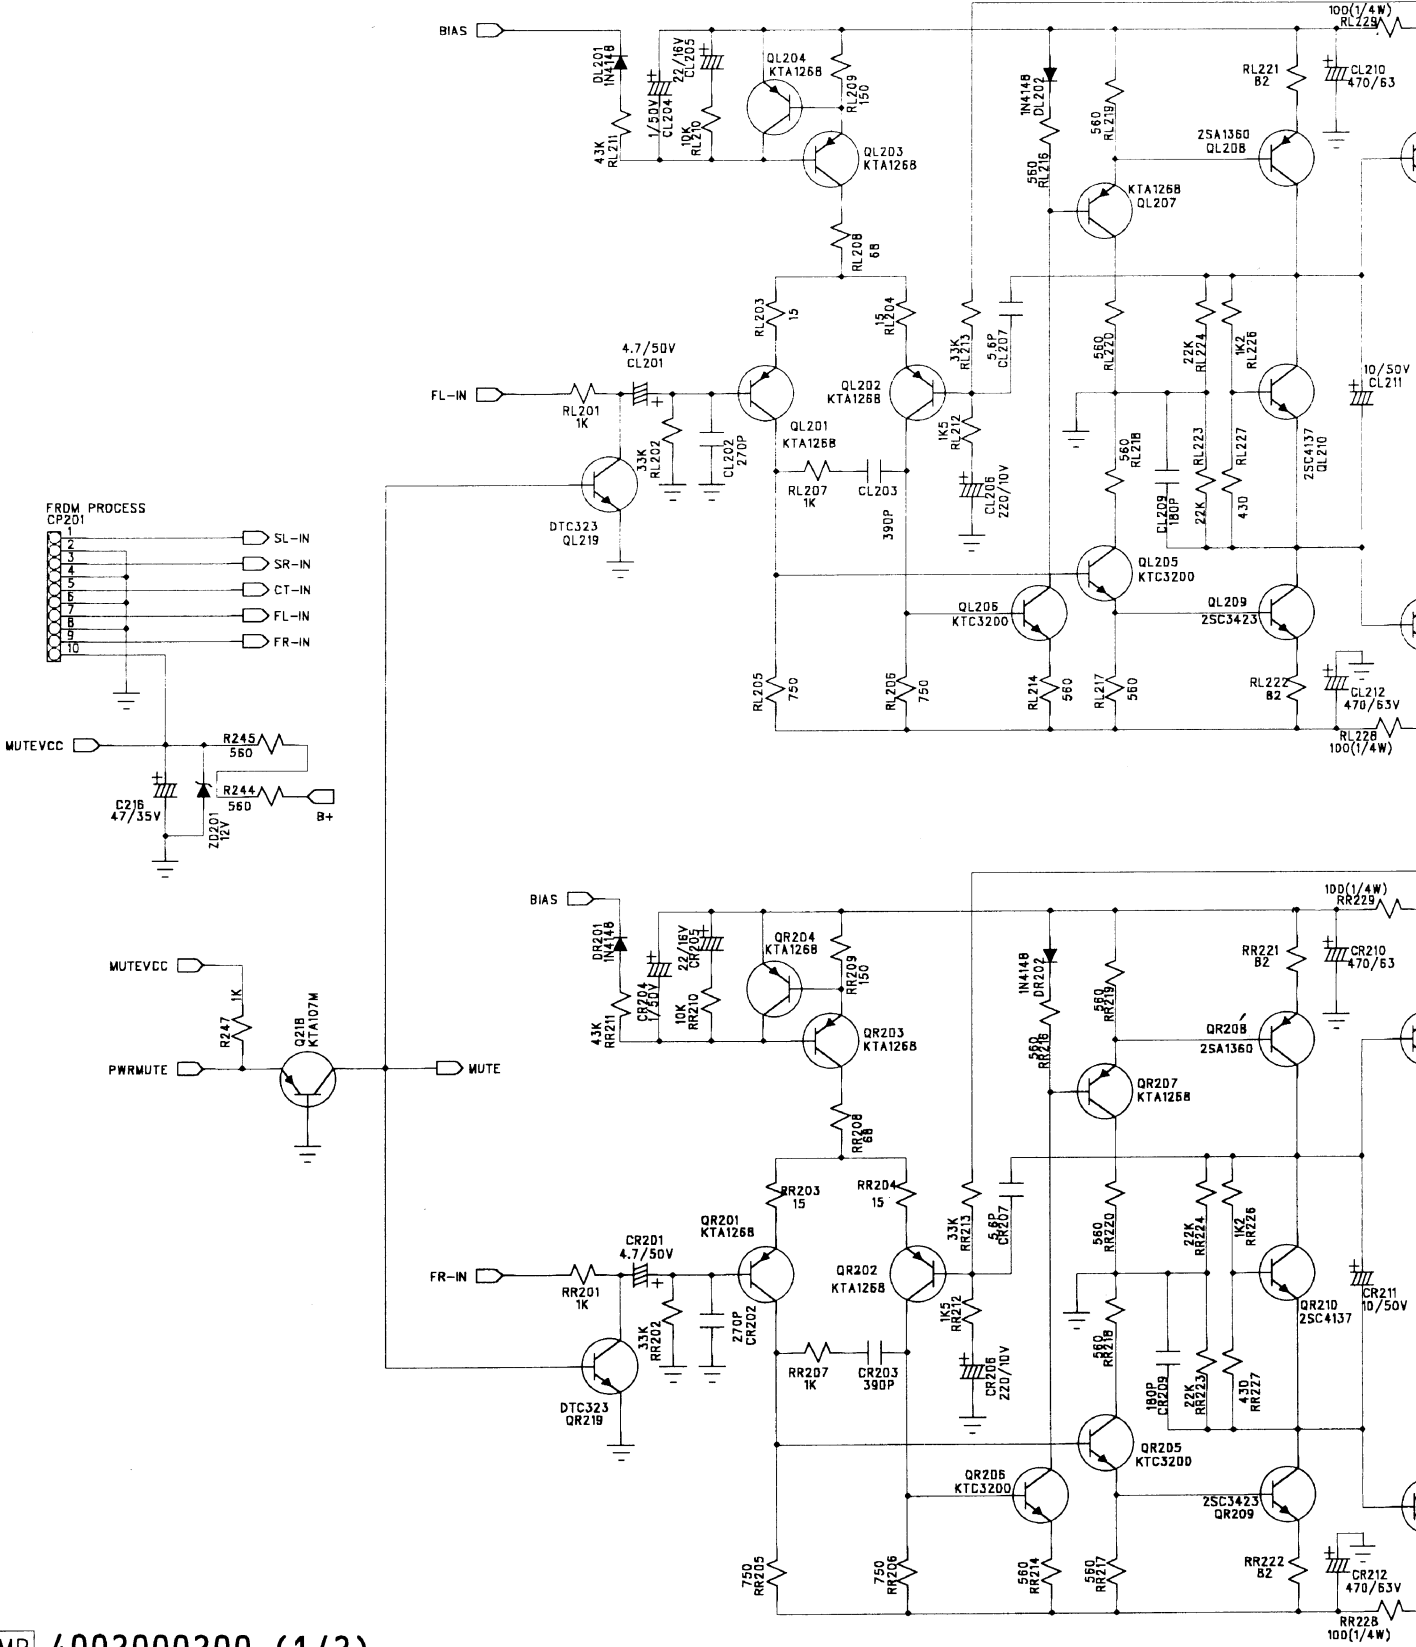 100(1/4W)
RL229
BIAS
DL201
1N4148
1/50V
CL204
22/16V
CL205
QL204
KTA1268
RL209
150
1N4148
DL202
560
RL219
RL221
82
CL210
470/63
43K
RL211
10K
RL210
QL203
KTA1268
560
RL216
2SA1360
QL208
KTA1268
QL207
RL208
68
RL203
15
15
RL204
33K
RL213
5.6P
CL207
560
RL220
22K
RL224
1K2
RL226
4.7/50V
CL201
10/50V
CL211
FL-IN
RL201
1K
QL202
KTA1268
33K
RL202
CL202
270P
QL201
KTA1268
1K5
RL212
560
RL218
RL223
22K
RL227
430
2SC4137
QL210
RL207
1K
CL203
390P
CL206
220/10V
CL209
180P
DTC323
QL219
FROM PROCESS
CP201
1
2
3
4
5
6
7
8
9
10
SL-IN
SR-IN
CT-IN
FL-IN
FR-IN
QL205
KTC3200
QL206
KTC3200
QL209
2SC3423
RL205
750
RL206
750
RL214
560
RL217
560
RL222
82
CL212
470/63V
RL228
100(1/4W)
MUTEVCC
R245
560
R244
560
B+
C216
47/35V
ZD201
12V
100(1/4W)
RR229
BIAS
DR201
1N4148
CR204
1/50V
22/16V
CR205
QR204
KTA1268
RR209
150
1N4148
DR202
560
RR219
RR221
82
CR210
470/63
MUTEVCC
R247
1K
Q218
KTA107M
43K
RR211
10K
RR210
QR203
KTA1268
560
RR216
QR208
2SA1360
PWRMUTE
MUTE
QR207
KTA1268
RR208
68
RR203
15
RR204
15
33K
RR213
5.6P
CR207
560
RR220
22K
RR224
1K2
RR226
QR201
KTA1268
CR201
4.7/50V
FR-IN
RR201
1K
QR202
KTA1268
CR211
10/50V
QR210
2SC4137
33K
RR202
270P
CR202
1K5
RR212
560
RR218
RR207
1K
CR203
390P
CR206
220/10V
180P
CR209
22K
RR223
430
RR227
DTC323
QR219
QR205
KTC3200
QR206
KTC3200
2SC3423
QR209
750
RR205
750
RR206
560
RR214
560
RR217
RR222
82
CR212
470/63V
RR228
100(1/4W)